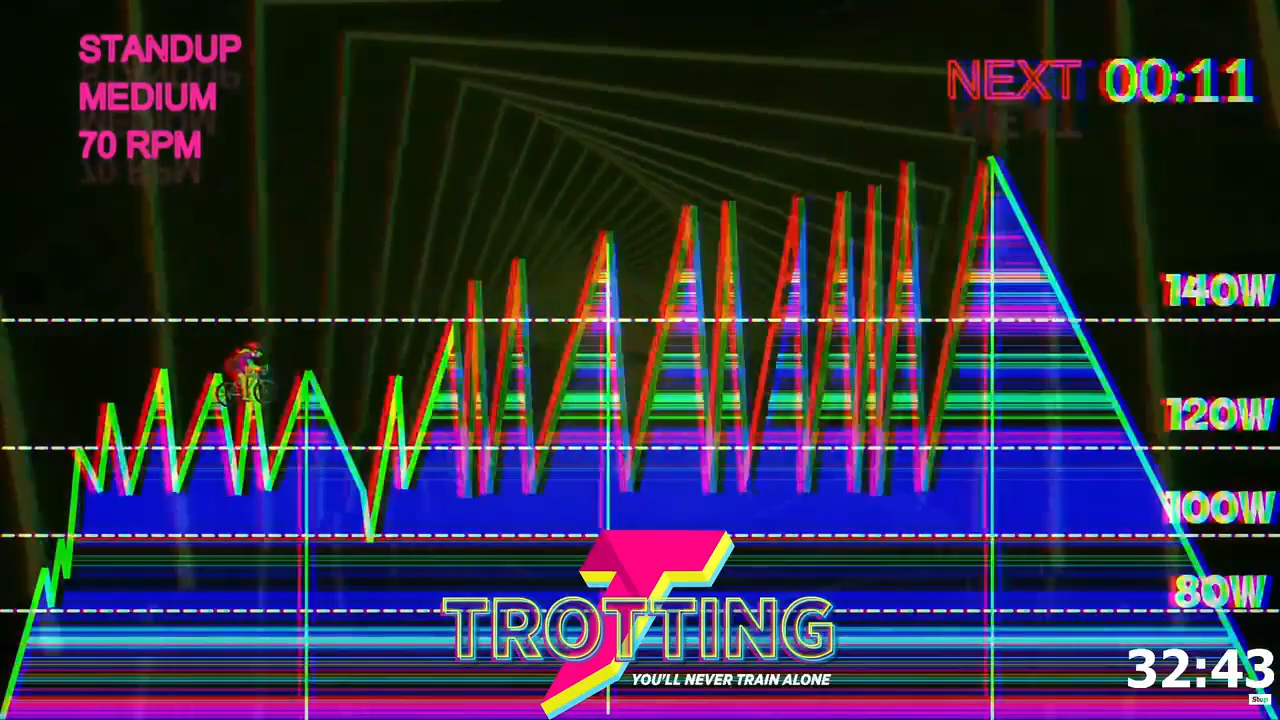 STANDUP
MEDIUM
70 RPM
NEXT 00:11
140W
120W
100W
80W
TROTTING
YOU'LL NEVER TRAIN ALONE
32:43
Stop